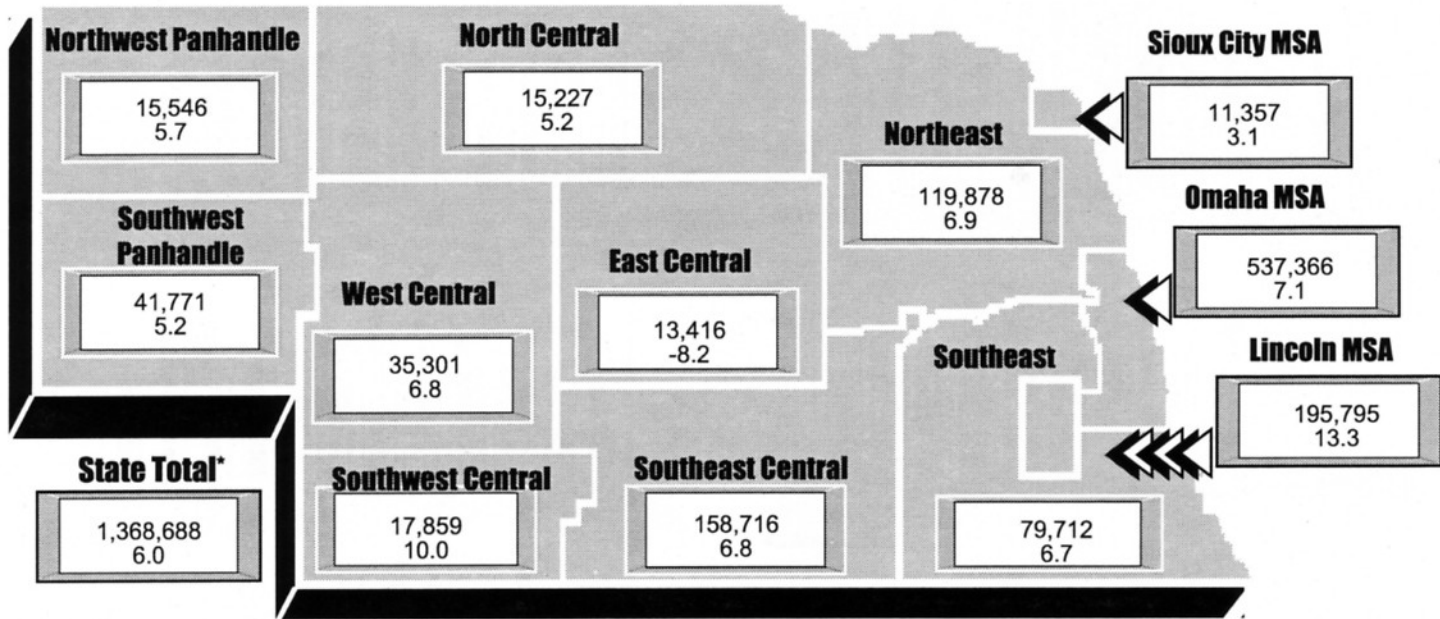 Northwest Panhandle
15,546
5.7
North Central
15,227
5.2
Sioux City MSA
11,357
3.1
Northeast
119,878
6.9
Omaha MSA
537,366
7.1
Southwest
Panhandle
41,771
5.2
West Central
35,301
6.8
East Central
13,416
-8.2
Southeast
79,712
6.7
Lincoln MSA
195,795
13.3
State Total*
1,368,688
6.0
Southwest Central
17,859
10.0
Southeast Central
158,716
6.8